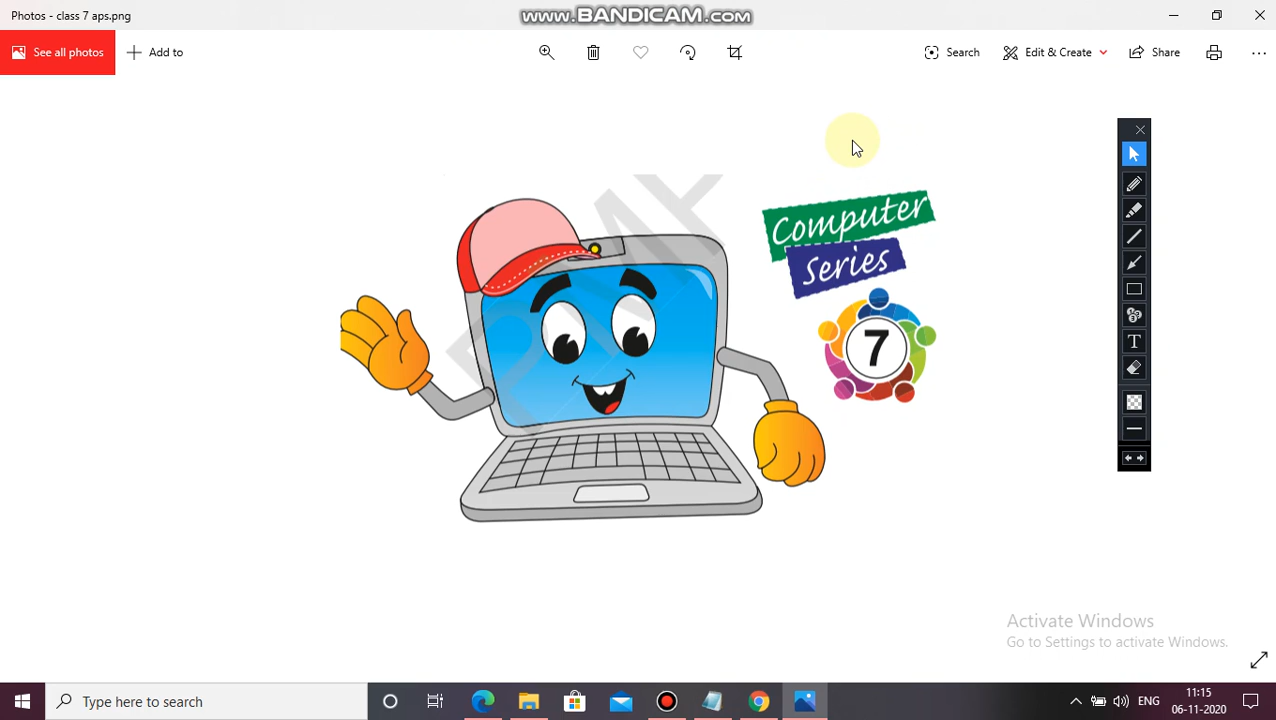 Photos - class 7 aps.png
www.BANDICAM.com
See all photos
Add to
Search
Edit & Create
Share
Computer
Series
7
T
Activate Windows
Go to Settings to activate Windows.
Type here to search
ENG
11:15
06-11-2020